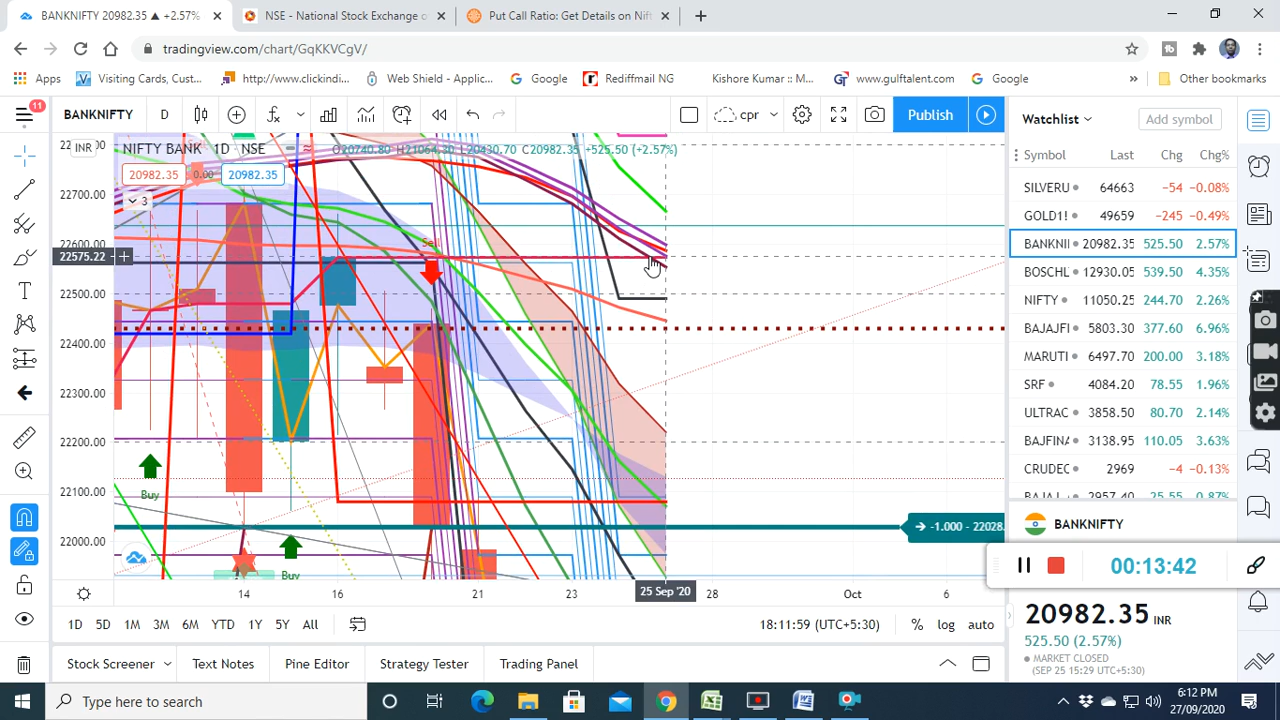 BANKNIFTY 20982.35 ▲ +2.57% NSE - National Stock Exchange o Put Call Ratio: Get Details on Nift
tradingview.com/chart/GqKKVCgV/
Apps Visiting Cards, Cust... http://www.clickindi... Web Shield - Applic... Google Rediffmail NG Kishore Kumar :: M... www.gulftalent.com Google » Other bookmarks
11 BANKNIFTY D cpr Publish Watchlist Add symbol
INR NIFTY BANK 1D NSE O20740.80 H21064.30 L20430.70 C20982.35 +525.50 (+2.57%)
Symbol Last Chg Chg%
20982.35 0.00 20982.35
SILVERU 64663 -54 -0.08%
22700.00
3
GOLD1! 49659 -245 -0.49%
22600.00 Sell BANKNII 20982.35 525.50 2.57%
22575.22
BOSCHL 12930.05 539.50 4.35%
22500.00 NIFTY 11050.25 244.70 2.26%
BAJAJFI 5803.30 377.60 6.96%
22400.00 MARUTI 6497.70 200.00 3.18%
22300.00 SRF 4084.20 78.55 1.96%
ULTRAC 3858.50 80.70 2.14%
22200.00 BAJFINA 3138.95 110.05 3.63%
CRUDEC 2969 -4 -0.13%
22100.00 Buy BAJAJ 2957.40 25.55 0.87%
BANKNIFTY
-1.000 - 22028.
22000.00
Buy
00:13:42
14 16 21 23 25 Sep '20 28 Oct 6
20982.35 INR
1D 5D 1M 3M 6M YTD 1Y 5Y All 18:11:59 (UTC+5:30) % log auto
525.50 (2.57%)
MARKET CLOSED
(SEP 25 15:29 UTC+5:30)
Stock Screener Text Notes Pine Editor Strategy Tester Trading Panel
Type here to search
6:12 PM
27/09/2020